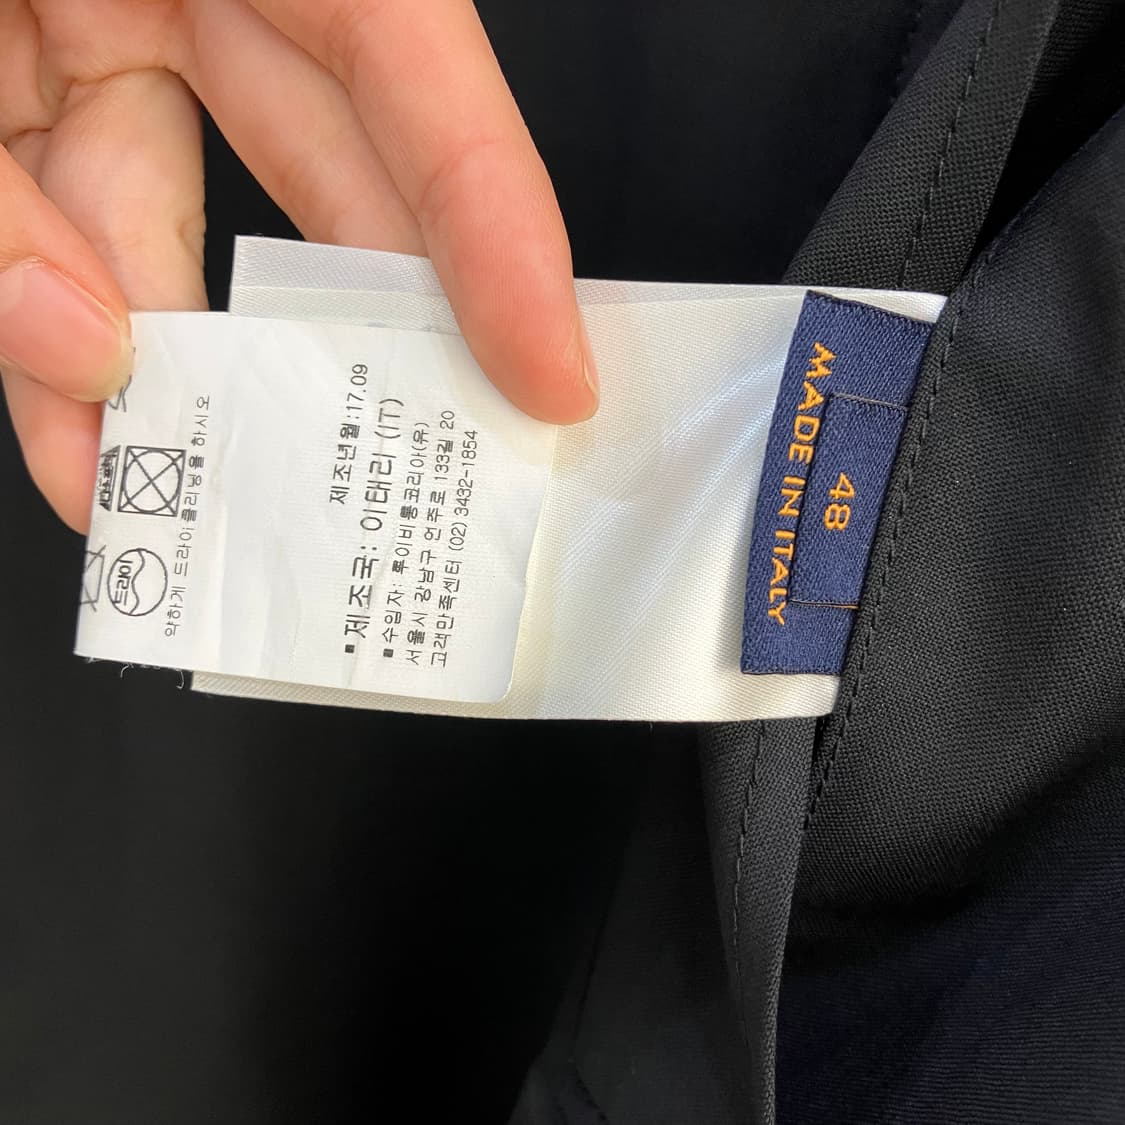 제조년월:17.09
■ 제조국: 이태리 (IT)
■ 수입자: 루이비통코리아(유)
서울시 강남구 언주로 133길 20
고객만족센터 (02) 3432-1854
드라이
약하게 드라이 클리닝을 하시오
MADE IN ITALY
48